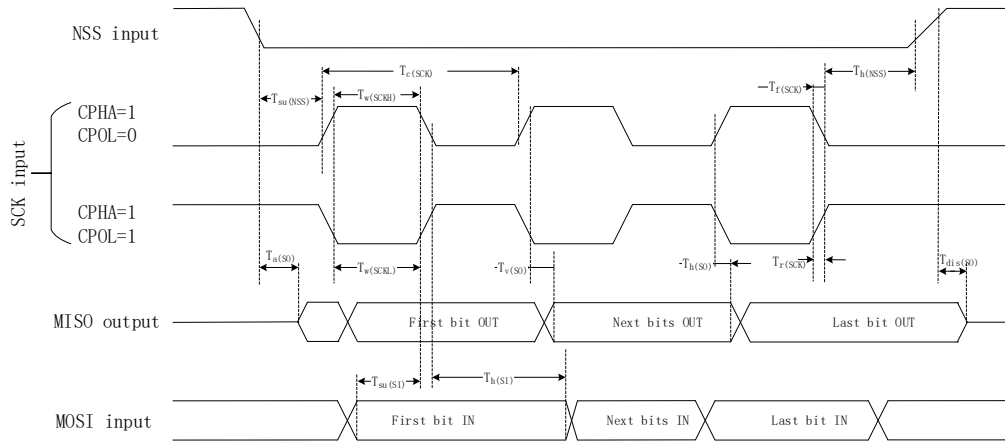 NSS input
Tc(SCK)
Th(NSS)
Tf(SCK)
Tsu(NSS)
Tw(SCKH)
CPHA=1
CPOL=0
SCK input
CPHA=1
CPOL=1
Ta(SO)
Tw(SCKL)
Tv(SO)
Th(SO)
Tr(SCK)
Tdis(SO)
MISO output
First bit OUT
Next bits OUT
Last bit OUT
Tsu(SI)
Th(SI)
MOSI input
First bit IN
Next bits IN
Last bit IN